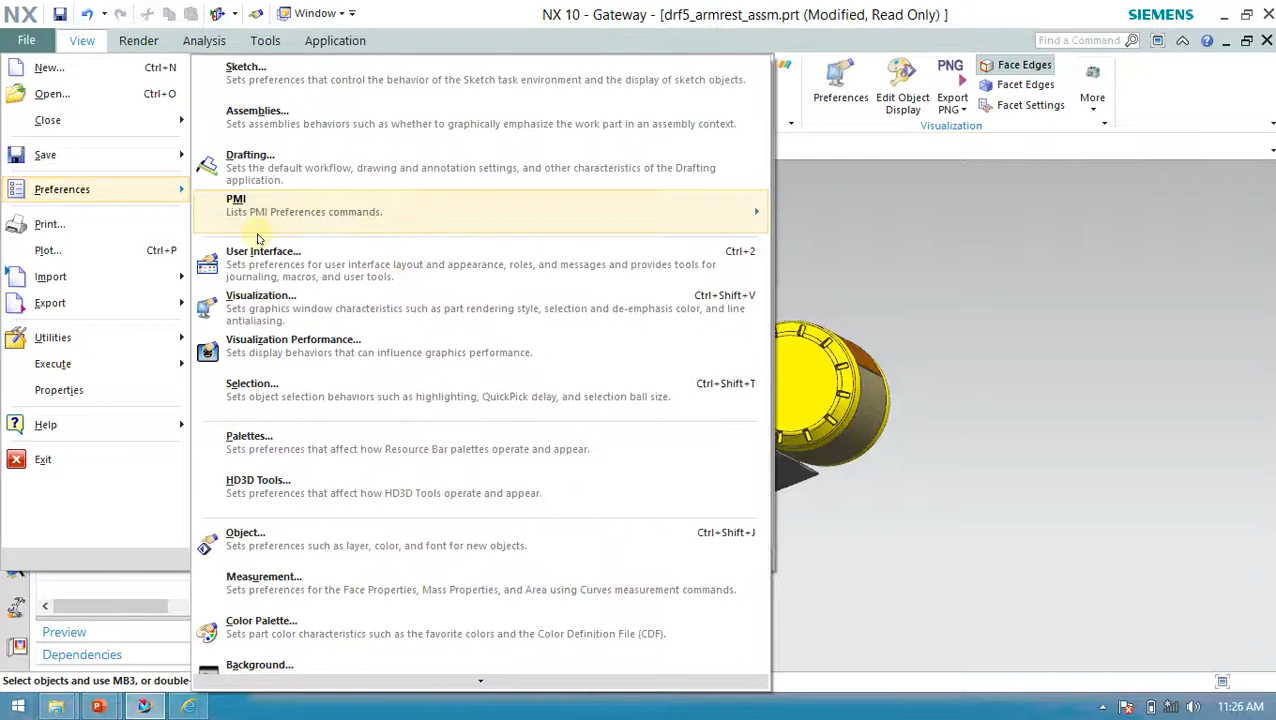 NX Window NX 10 - Gateway - [drf5_armrest_assm.prt (Modified, Read Only) ] SIEMENS
File View Render Analysis Tools Application Find a Command
New... Ctrl+N
Open... Ctrl+O
Close
Save
Preferences
Print...
Plot... Ctrl+P
Import
Export
Utilities
Execute
Properties
Help
Exit
Sketch...
Sets preferences that control the behavior of the Sketch task environment and the display of sketch objects.
Assemblies...
Sets assemblies behaviors such as whether to graphically emphasize the work part in an assembly context.
Drafting...
Sets the default workflow, drawing and annotation settings, and other characteristics of the Drafting
application.
PMI
Lists PMI Preferences commands.
User Interface... Ctrl+2
Sets preferences for user interface layout and appearance, roles, and messages and provides tools for
journaling, macros, and user tools.
Visualization... Ctrl+Shift+V
Sets graphics window characteristics such as part rendering style, selection and de-emphasis color, and line
antialiasing.
Visualization Performance...
Sets display behaviors that can influence graphics performance.
Selection... Ctrl+Shift+T
Sets object selection behaviors such as highlighting, QuickPick delay, and selection ball size.
Palettes...
Sets preferences that affect how Resource Bar palettes operate and appear.
HD3D Tools...
Sets preferences that affect how HD3D Tools operate and appear.
Object... Ctrl+Shift+J
Sets preferences such as layer, color, and font for new objects.
Measurement...
Sets preferences for the Face Properties, Mass Properties, and Area using Curves measurement commands.
Color Palette...
Sets part color characteristics such as the favorite colors and the Color Definition File (CDF).
Background...
Preferences
Edit Object
Display
PNG
Export
PNG
Face Edges
Facet Edges
Facet Settings
More
Visualization
Preview
Dependencies
Select objects and use MB3, or double-
11:26 AM